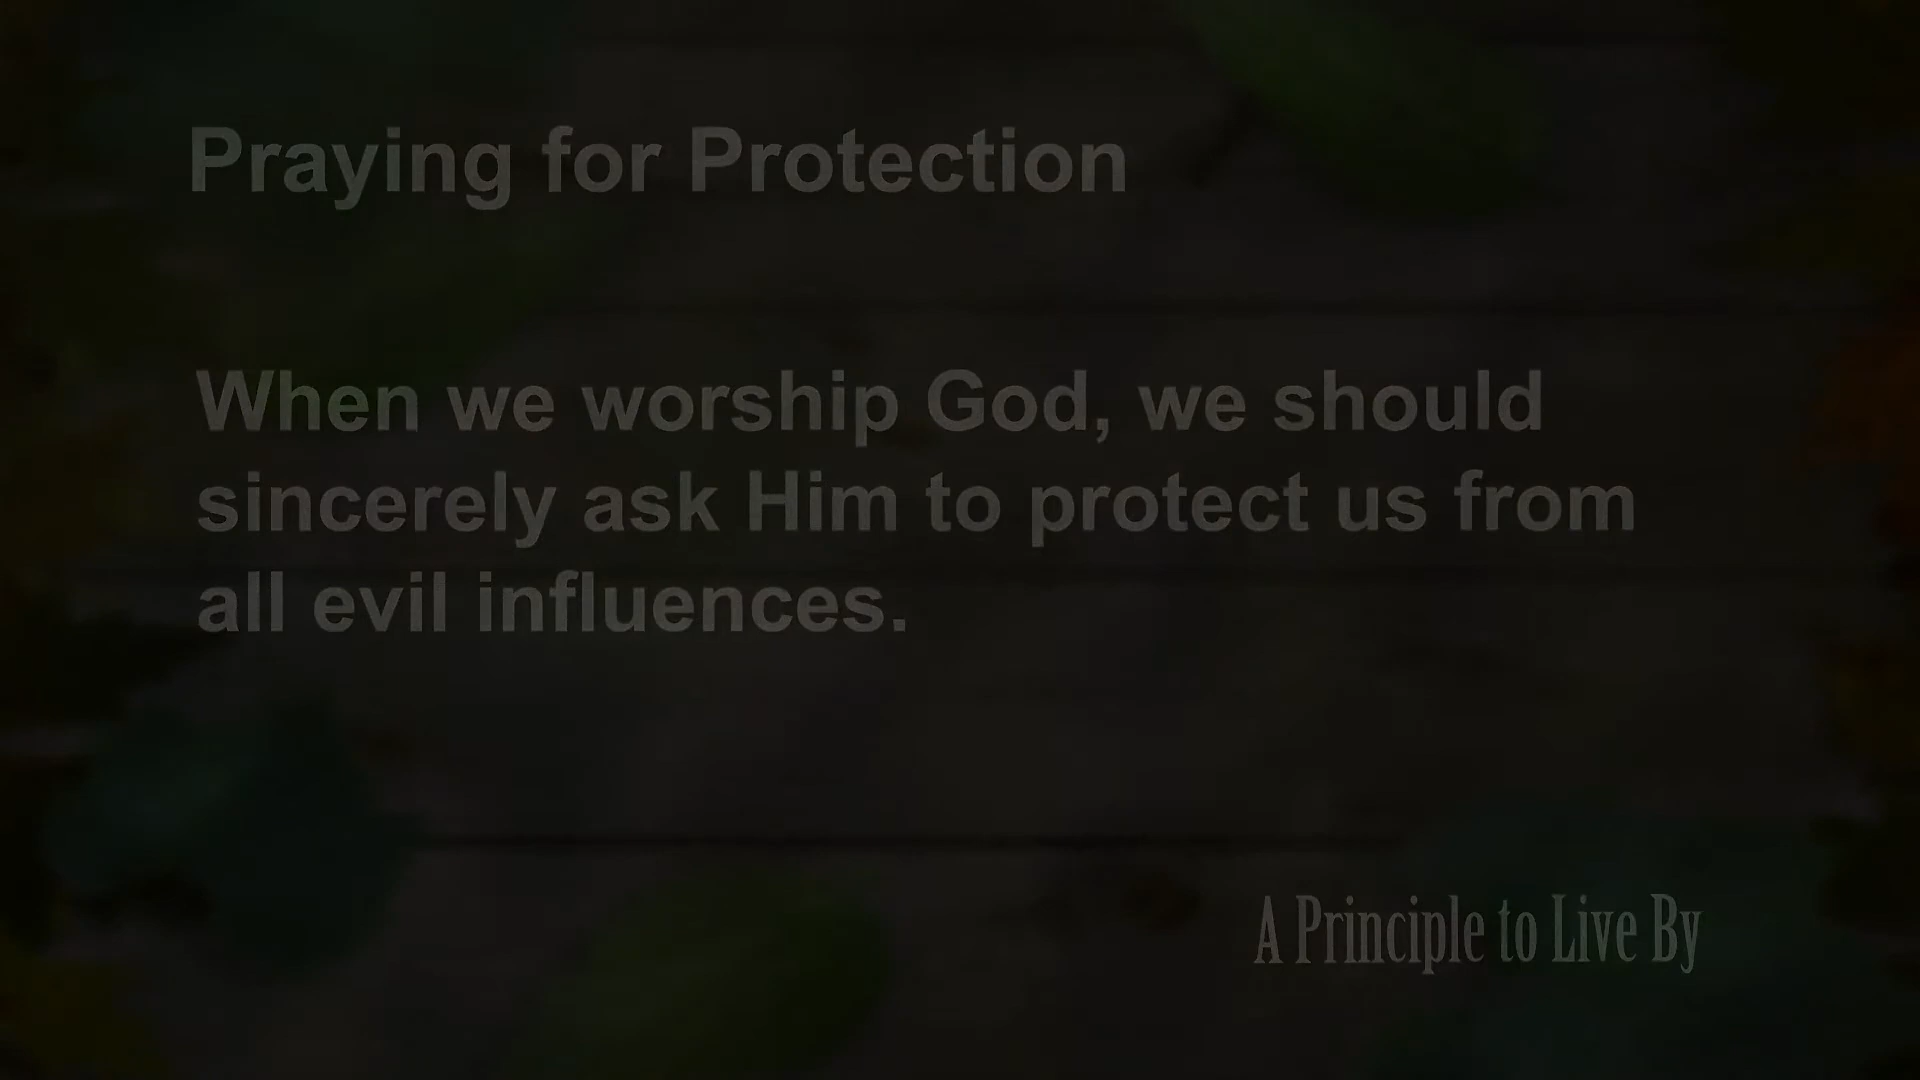 Praying for Protection
When we worship God, we should
sincerely ask Him to protect us from
all evil influences.
A Principle to Live By